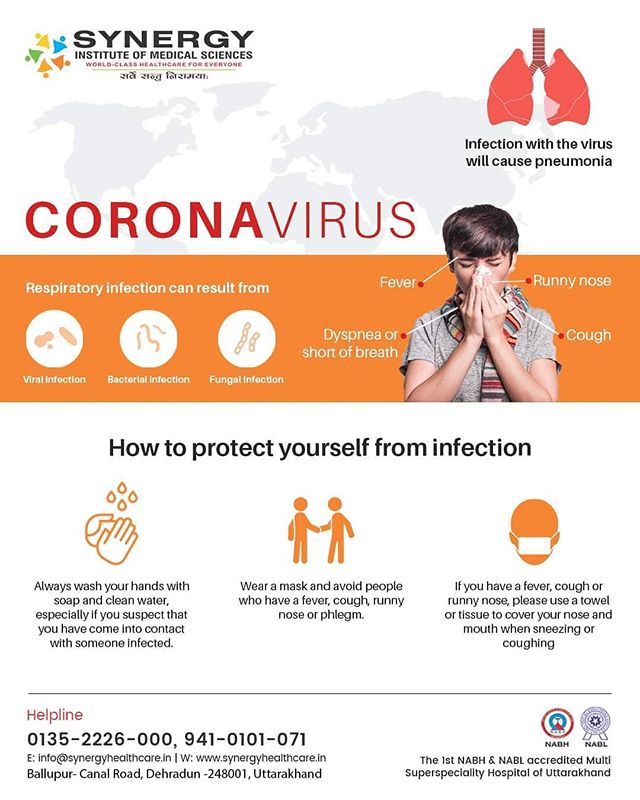 SYNERGY
INSTITUTE OF MEDICAL SCIENCES
WORLD-CLASS HEALTHCARE FOR EVERYONE
सर्वे सन्तु निरामया:
Infection with the virus
will cause pneumonia
CORONAVIRUS
Respiratory infection can result from
Viral Infection
Bacterial Infection
Fungal Infection
Fever
Runny nose
Dyspnea or
short of breath
Cough
How to protect yourself from infection
Always wash your hands with
soap and clean water,
especially if you suspect that
you have come into contact
with someone infected.
Wear a mask and avoid people
who have a fever, cough, runny
nose or phlegm.
If you have a fever, cough or
runny nose, please use a towel
or tissue to cover your nose and
mouth when sneezing or
coughing
Helpline
0135-2226-000, 941-0101-071
E: info@synergyhealthcare.in | W: www.synergyhealthcare.in
Ballupur- Canal Road, Dehradun -248001, Uttarakhand
NABH
NABH
NABL
The 1st NABH & NABL accredited Multi
Superspeciality Hospital of Uttarakhand